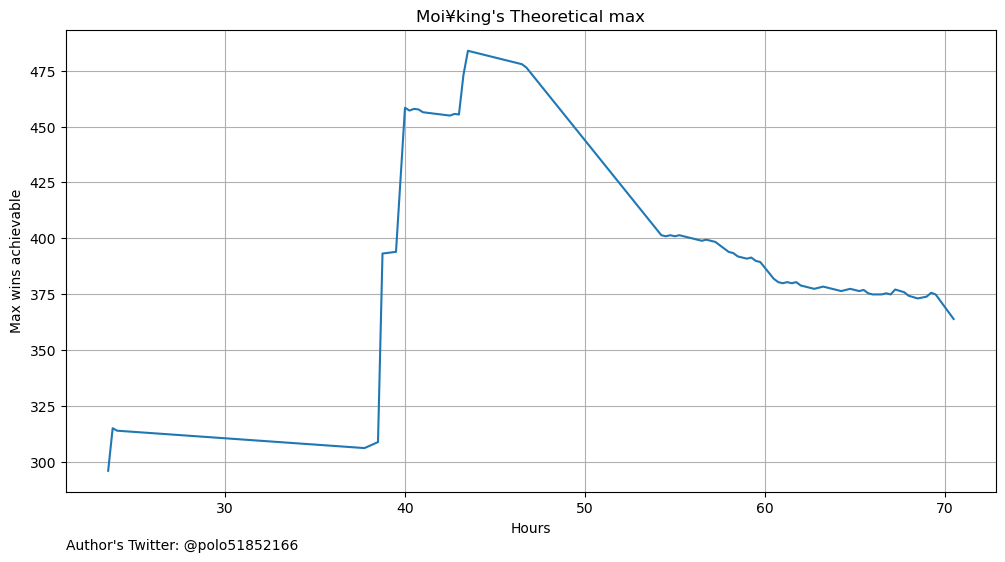 Moi¥king's Theoretical max
475
450
425
400
375
350
325
300
Max wins achievable
30 40 50 60 70
Hours
Author's Twitter: @polo51852166